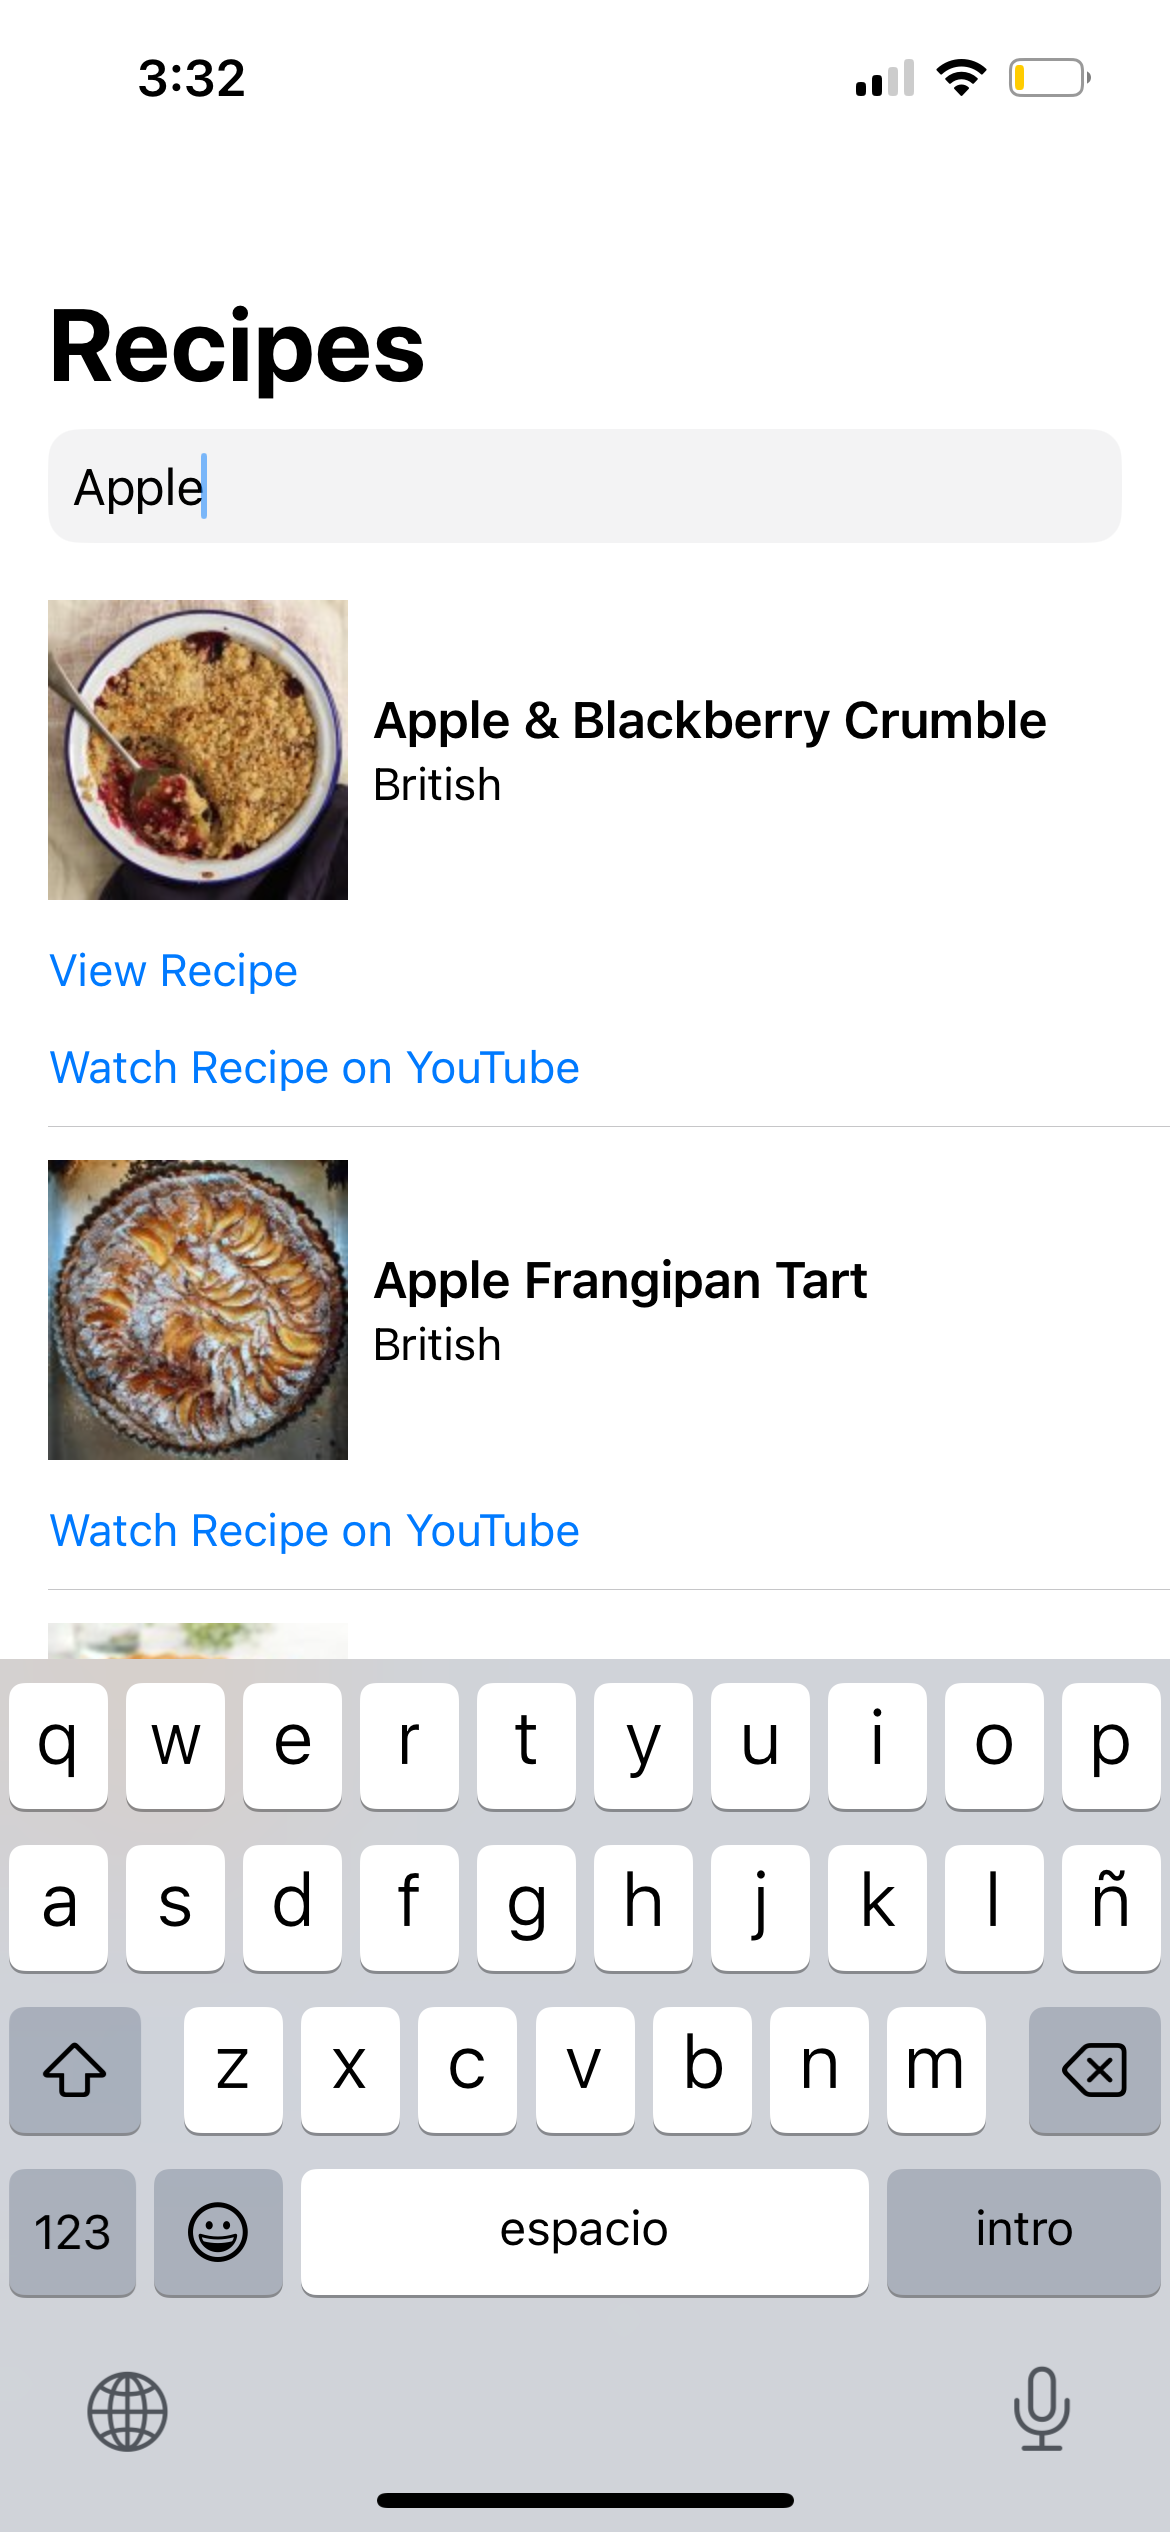 3:32
Recipes
Apple
Apple & Blackberry Crumble
British
View Recipe
Watch Recipe on YouTube
Apple Frangipan Tart
British
Watch Recipe on YouTube
q w e r t y u i o p
a s d f g h j k l ñ
z x c v b n m
123 espacio intro